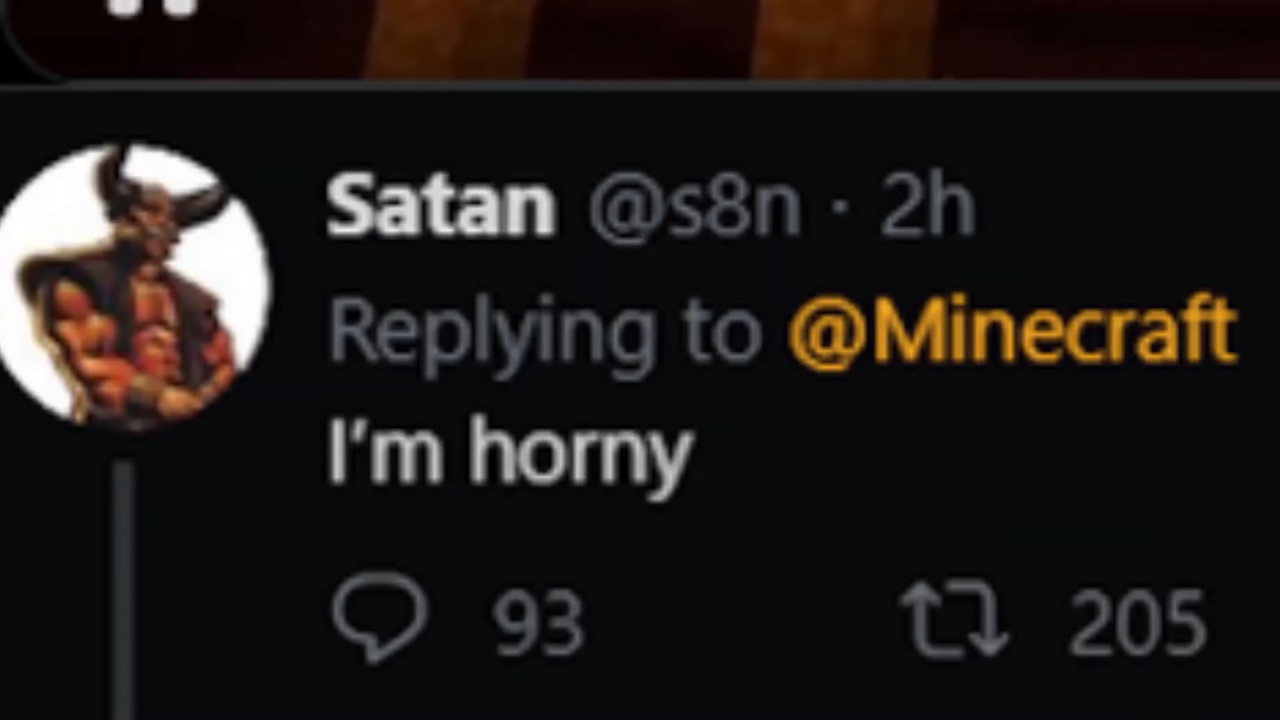 Satan @s8n · 2h
Replying to @Minecraft
I'm horny
93 205